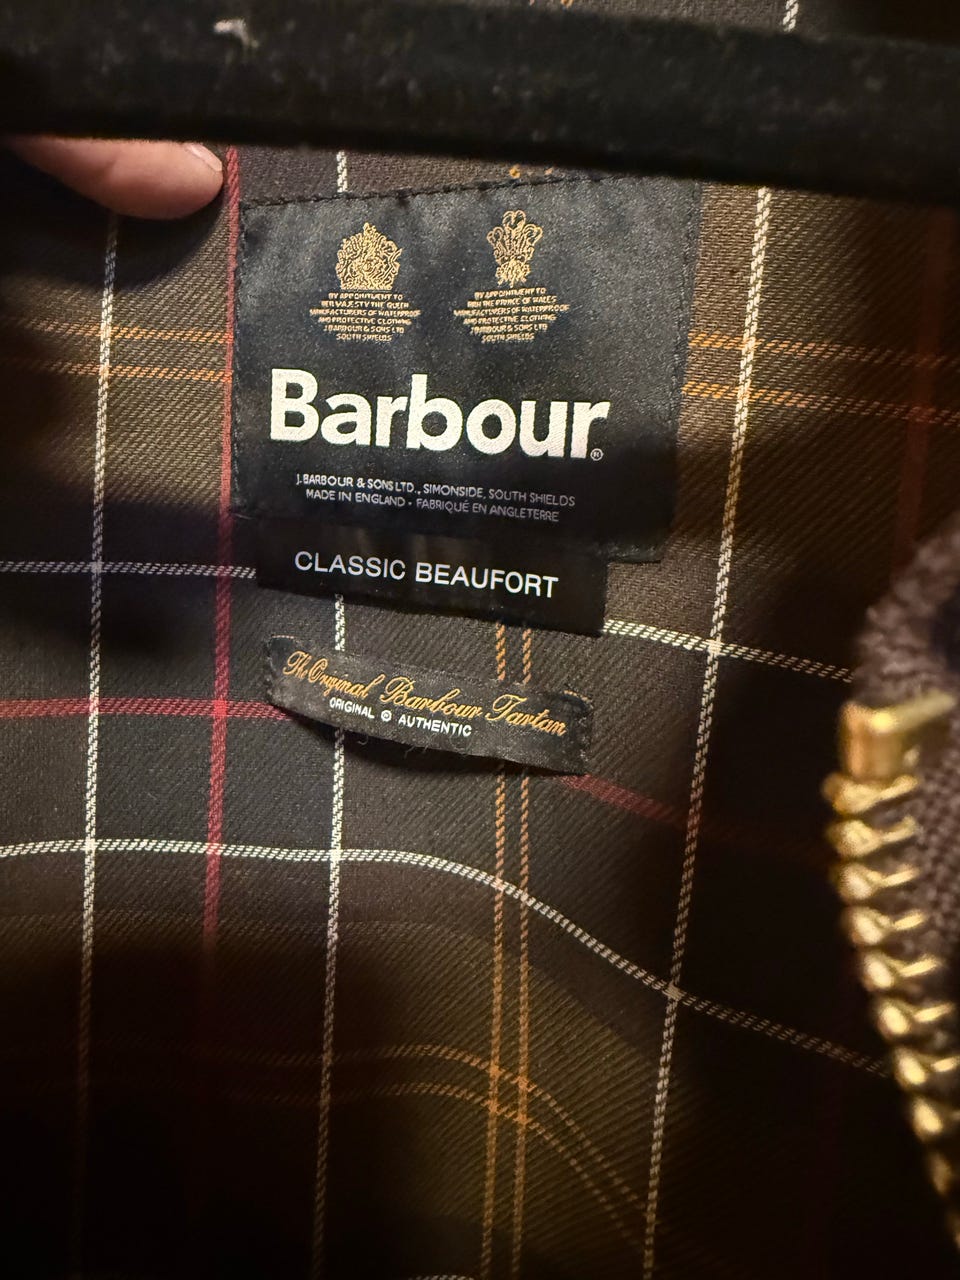 BY APPOINTMENT TO
HER MAJESTY THE QUEEN
MANUFACTURERS OF WATERPROOF
AND PROTECTIVE CLOTHING
J.BARBOUR & SONS LTD
SOUTH SHIELDS
BY APPOINTMENT TO
HRH THE PRINCE OF WALES
MANUFACTURERS OF WATERPROOF
AND PROTECTIVE CLOTHING
J.BARBOUR & SONS LTD
SOUTH SHIELDS
Barbour®
J.BARBOUR & SONS LTD., SIMONSIDE, SOUTH SHIELDS
MADE IN ENGLAND - FABRIQUÉ EN ANGLETERRE
CLASSIC BEAUFORT
The Original Barbour Tartan
ORIGINAL © AUTHENTIC